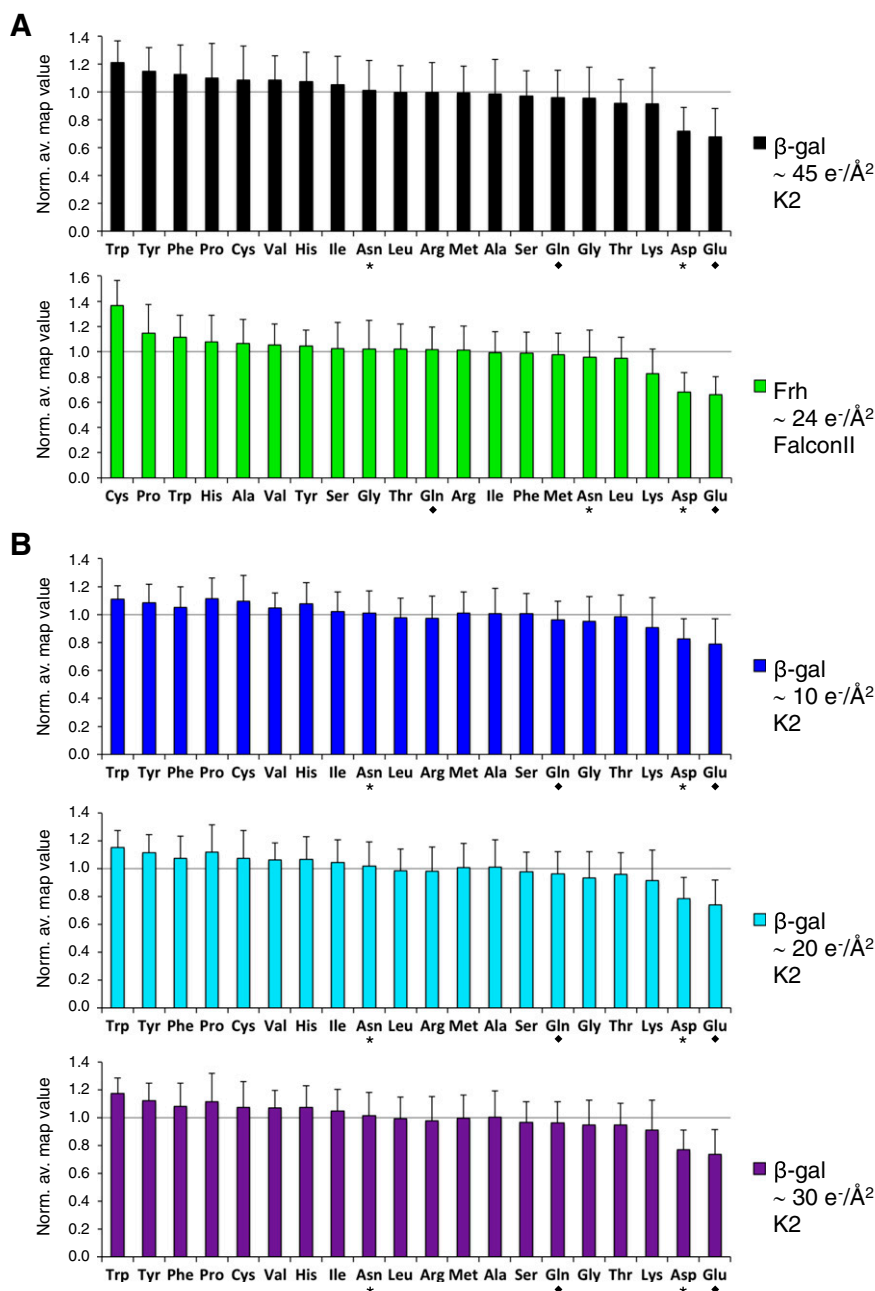 A
Norm. av. map value
1.4
1.2
1.0
0.8
0.6
0.4
0.2
0.0
Trp Tyr Phe Pro Cys Val His Ile Asn Leu Arg Met Ala Ser Gln Gly Thr Lys Asp Glu
* ◆ * ◆
β-gal
~ 45 e⁻/Å²
K2
Norm. av. map value
1.6
1.4
1.2
1.0
0.8
0.6
0.4
0.2
0.0
Cys Pro Trp His Ala Val Tyr Ser Gly Thr Gln Arg Ile Phe Met Asn Leu Lys Asp Glu
◆ * * ◆
Frh
~ 24 e⁻/Å²
FalconII
B
Norm. av. map value
1.4
1.2
1.0
0.8
0.6
0.4
0.2
0.0
Trp Tyr Phe Pro Cys Val His Ile Asn Leu Arg Met Ala Ser Gln Gly Thr Lys Asp Glu
* ◆ * ◆
β-gal
~ 10 e⁻/Å²
K2
Norm. av. map value
1.4
1.2
1.0
0.8
0.6
0.4
0.2
0.0
Trp Tyr Phe Pro Cys Val His Ile Asn Leu Arg Met Ala Ser Gln Gly Thr Lys Asp Glu
* ◆ * ◆
β-gal
~ 20 e⁻/Å²
K2
Norm. av. map value
1.4
1.2
1.0
0.8
0.6
0.4
0.2
0.0
Trp Tyr Phe Pro Cys Val His Ile Asn Leu Arg Met Ala Ser Gln Gly Thr Lys Asp Glu
* ◆ * ◆
β-gal
~ 30 e⁻/Å²
K2